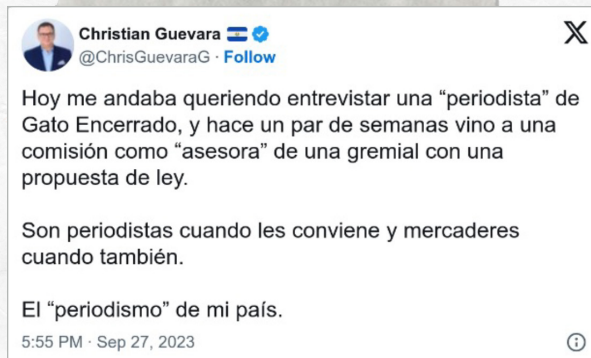 Christian Guevara 🇸🇻
@ChrisGuevaraG · Follow
Hoy me andaba queriendo entrevistar una “periodista” de
Gato Encerrado, y hace un par de semanas vino a una
comisión como “asesora” de una gremial con una
propuesta de ley.
Son periodistas cuando les conviene y mercaderes
cuando también.
El “periodismo” de mi país.
5:55 PM · Sep 27, 2023